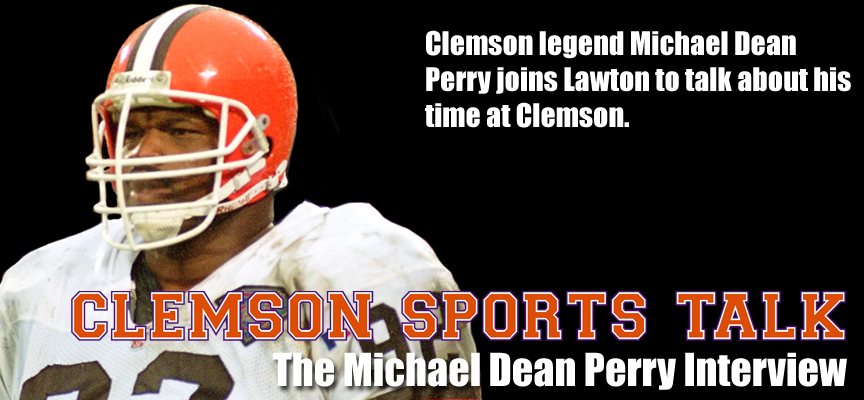 Clemson legend Michael Dean
Perry joins Lawton to talk about his
time at Clemson.
Riddell
CLEMSON SPORTS TALK
The Michael Dean Perry Interview